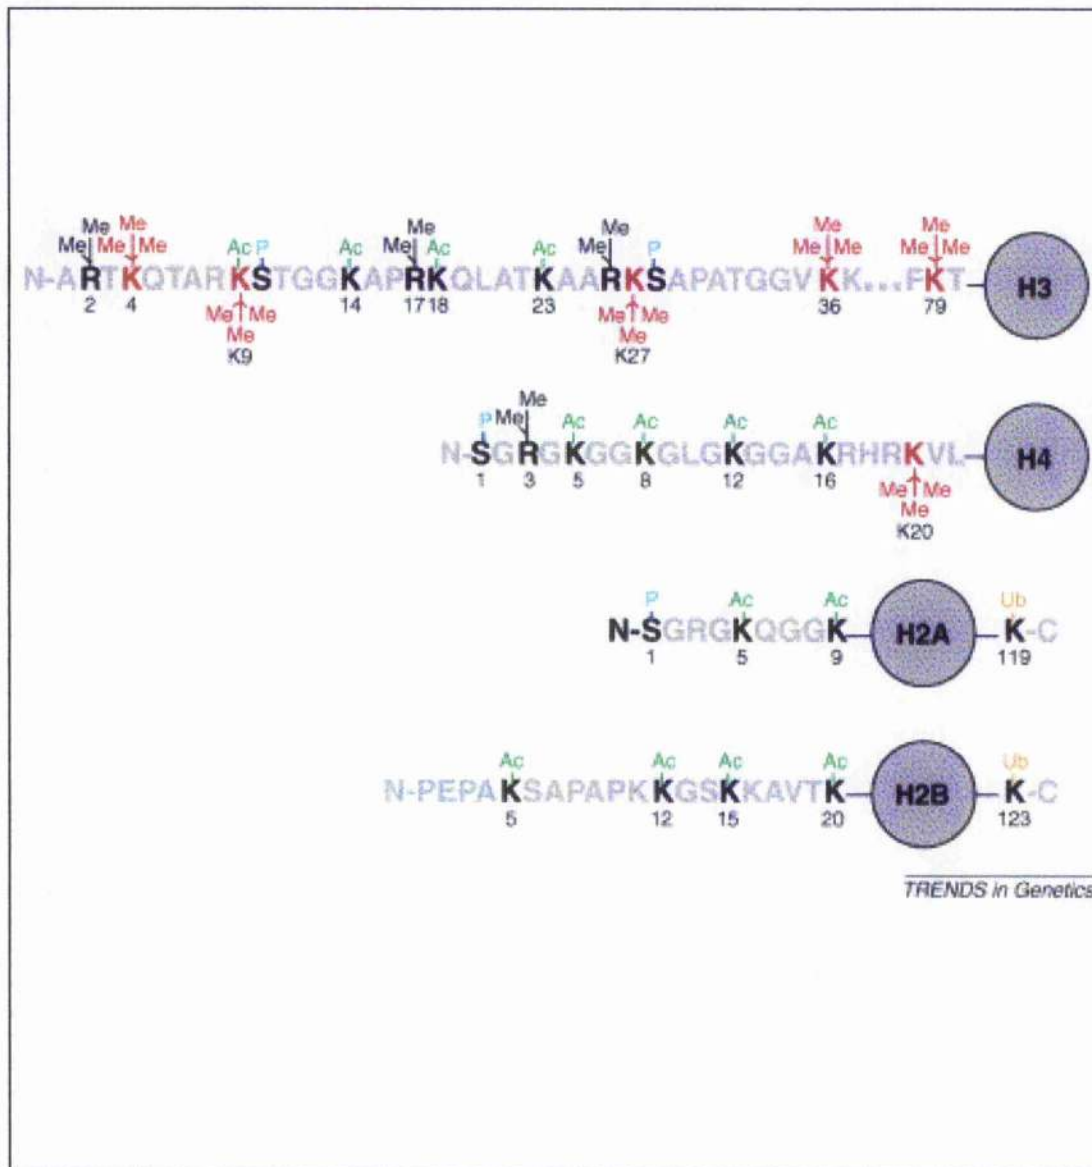 Me Me Me
Me Me Me Ac P Ac Me Ac Ac Me P Me Me Me Me
N-ARTKQTARKSTGGKAPRKQLATKAARKSAPATGGVKK...FKT H3
2 4 Me Me 14 17 18 23 Me Me 36 79
Me Me
K9 K27
Me
P Me Ac Ac Ac Ac
N-SGRGKGGKGLGKGGAKRHRKVL H4
1 3 5 8 12 16 Me Me
Me
K20
P Ac Ac Ub
N-SGRGKQGGK H2A K-C
1 5 9 119
Ac Ac Ac Ac Ub
N-PEPAKSAPAPKKGSKKAVTK H2B K-C
5 12 15 20 123
TRENDS in Genetics